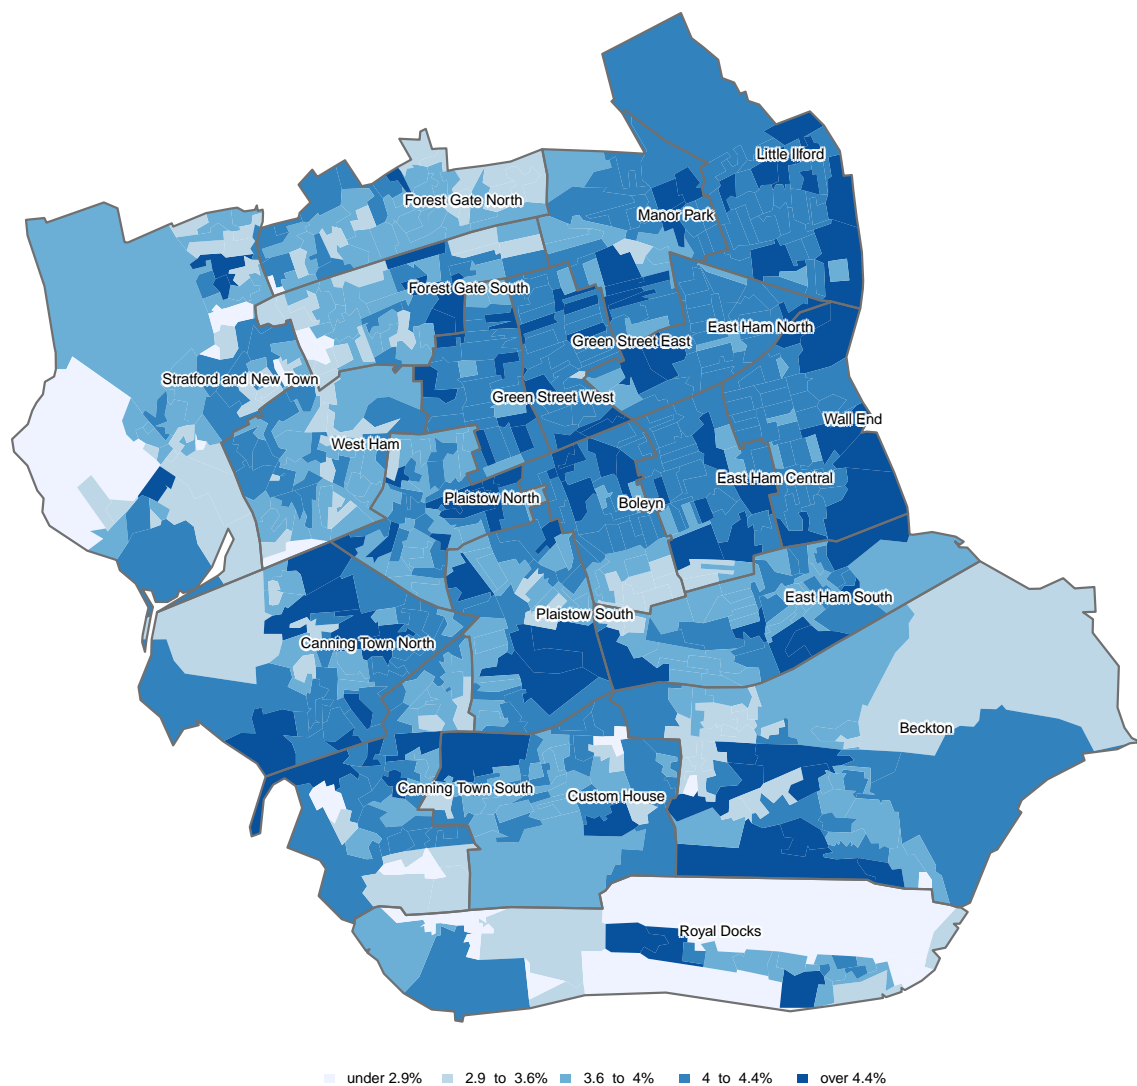 Little Ilford
Forest Gate North
Manor Park
Forest Gate South
East Ham North
Green Street East
Stratford and New Town
Green Street West
Wall End
West Ham
East Ham Central
Plaistow North
Boleyn
East Ham South
Plaistow South
Canning Town North
Beckton
Canning Town South
Custom House
Royal Docks
under 2.9% 2.9 to 3.6% 3.6 to 4% 4 to 4.4% over 4.4%